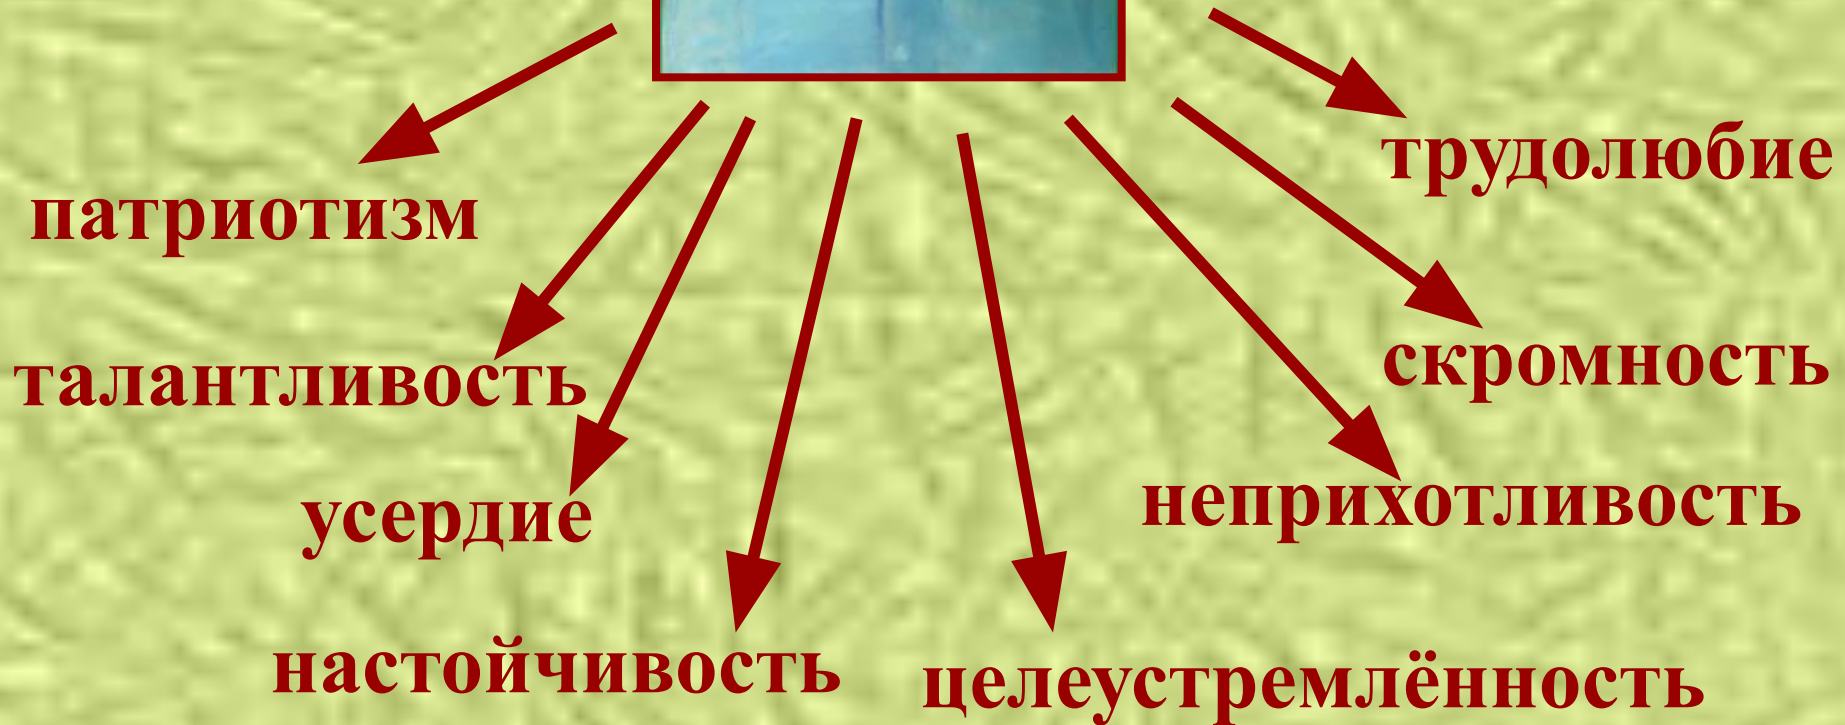 трудолюбие
патриотизм
скромность
талантливость
неприхотливость
усердие
настойчивость
целеустремлённость